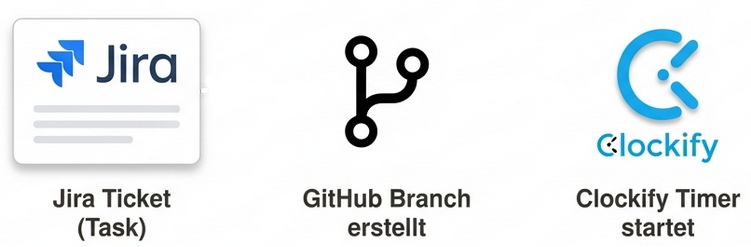 Jira
Clockify
Jira Ticket
(Task)
GitHub Branch
erstellt
Clockify Timer
startet